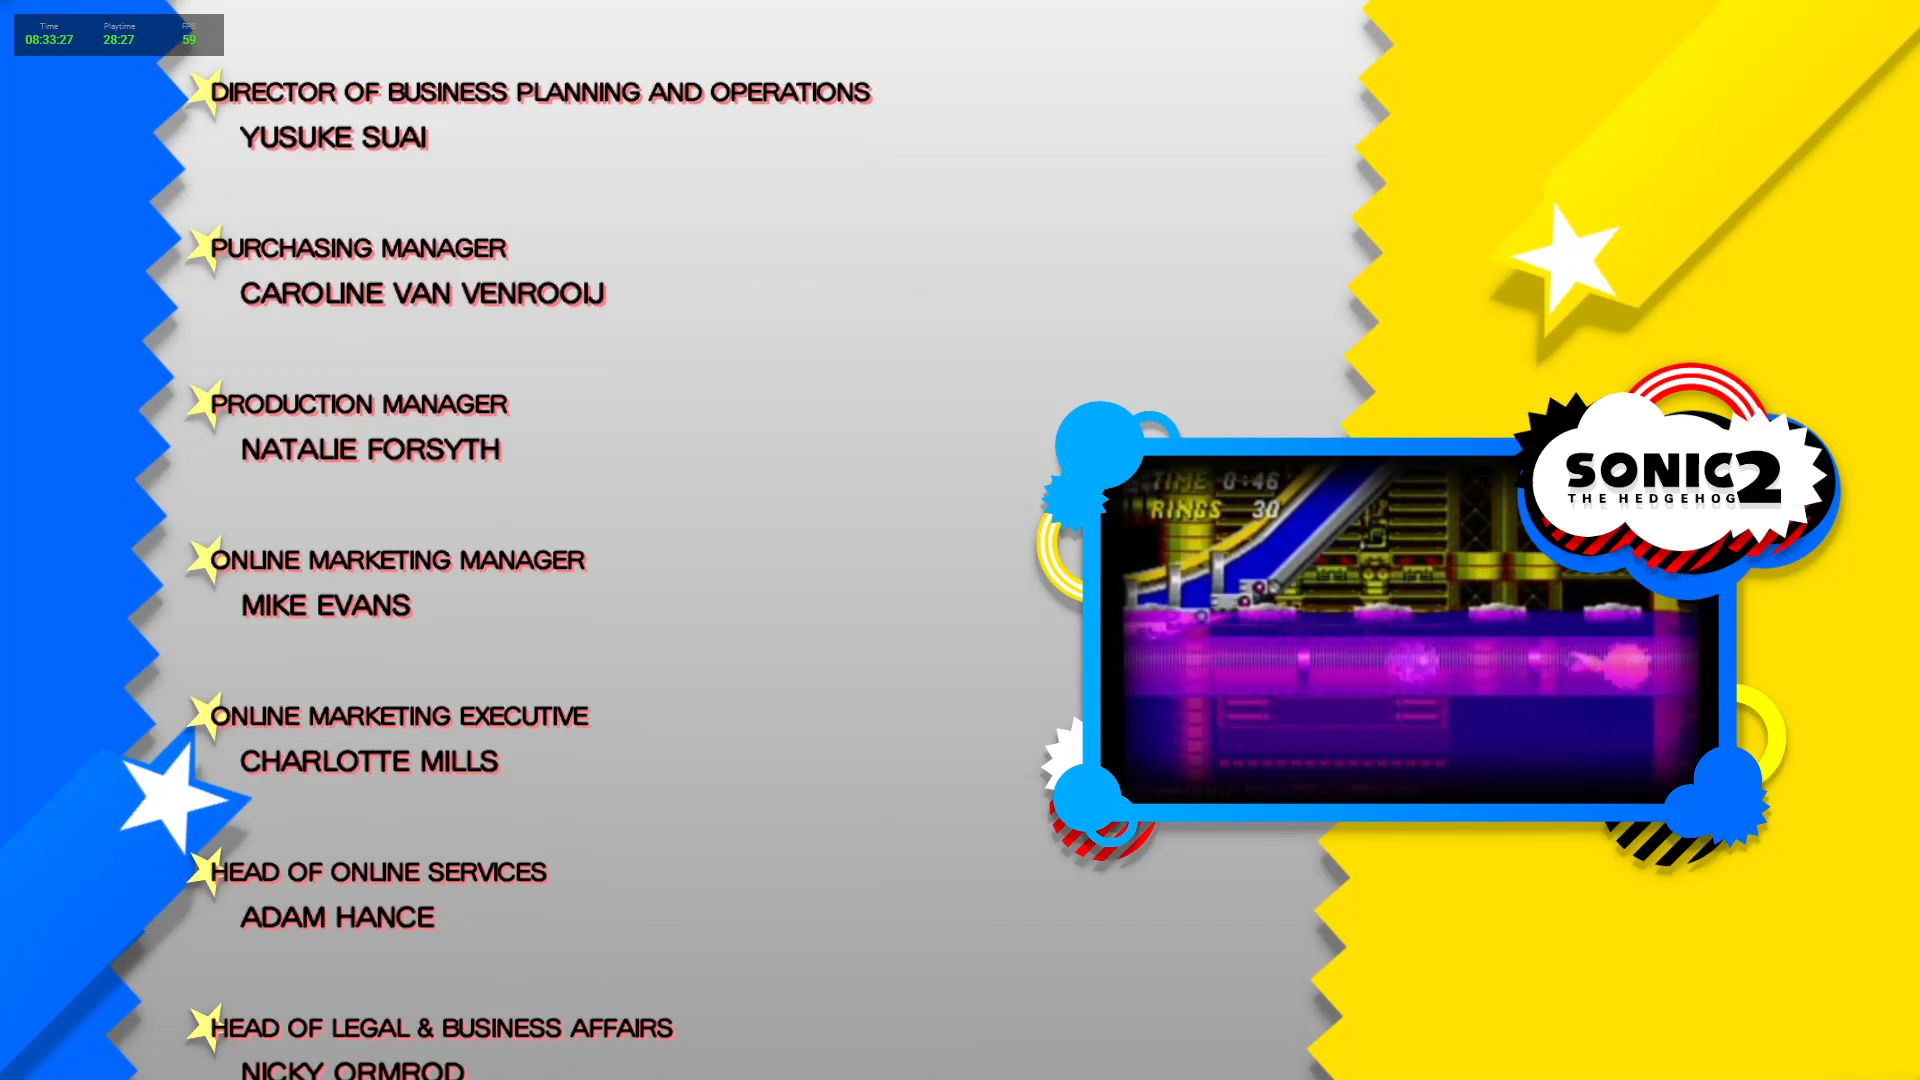 Time Playtime FPS
08:33:27 28:27 59
DIRECTOR OF BUSINESS PLANNING AND OPERATIONS
YUSUKE SUAI
PURCHASING MANAGER
CAROLINE VAN VENROOIJ
PRODUCTION MANAGER
NATALIE FORSYTH
ONLINE MARKETING MANAGER
MIKE EVANS
ONLINE MARKETING EXECUTIVE
CHARLOTTE MILLS
HEAD OF ONLINE SERVICES
ADAM HANCE
HEAD OF LEGAL & BUSINESS AFFAIRS
NICKY ORMROD
SONIC 2
THE HEDGEHOG
TIME 0:46
RINGS 30